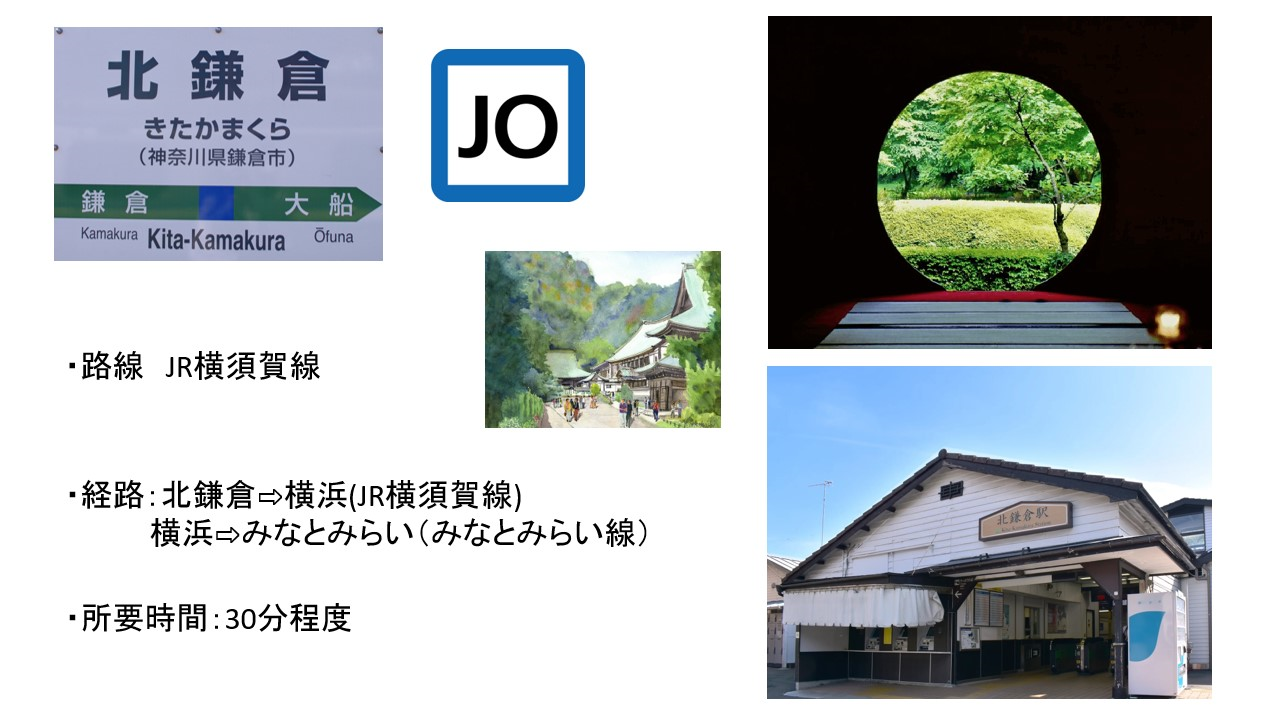 北鎌倉
きたかまくら
(神奈川県鎌倉市)
鎌倉 大船
Kamakura Kita-Kamakura Ōfuna
JO
・路線 JR横須賀線
・経路：北鎌倉⇨横浜(JR横須賀線)
横浜⇨みなとみらい（みなとみらい線）
・所要時間：30分程度
北鎌倉駅